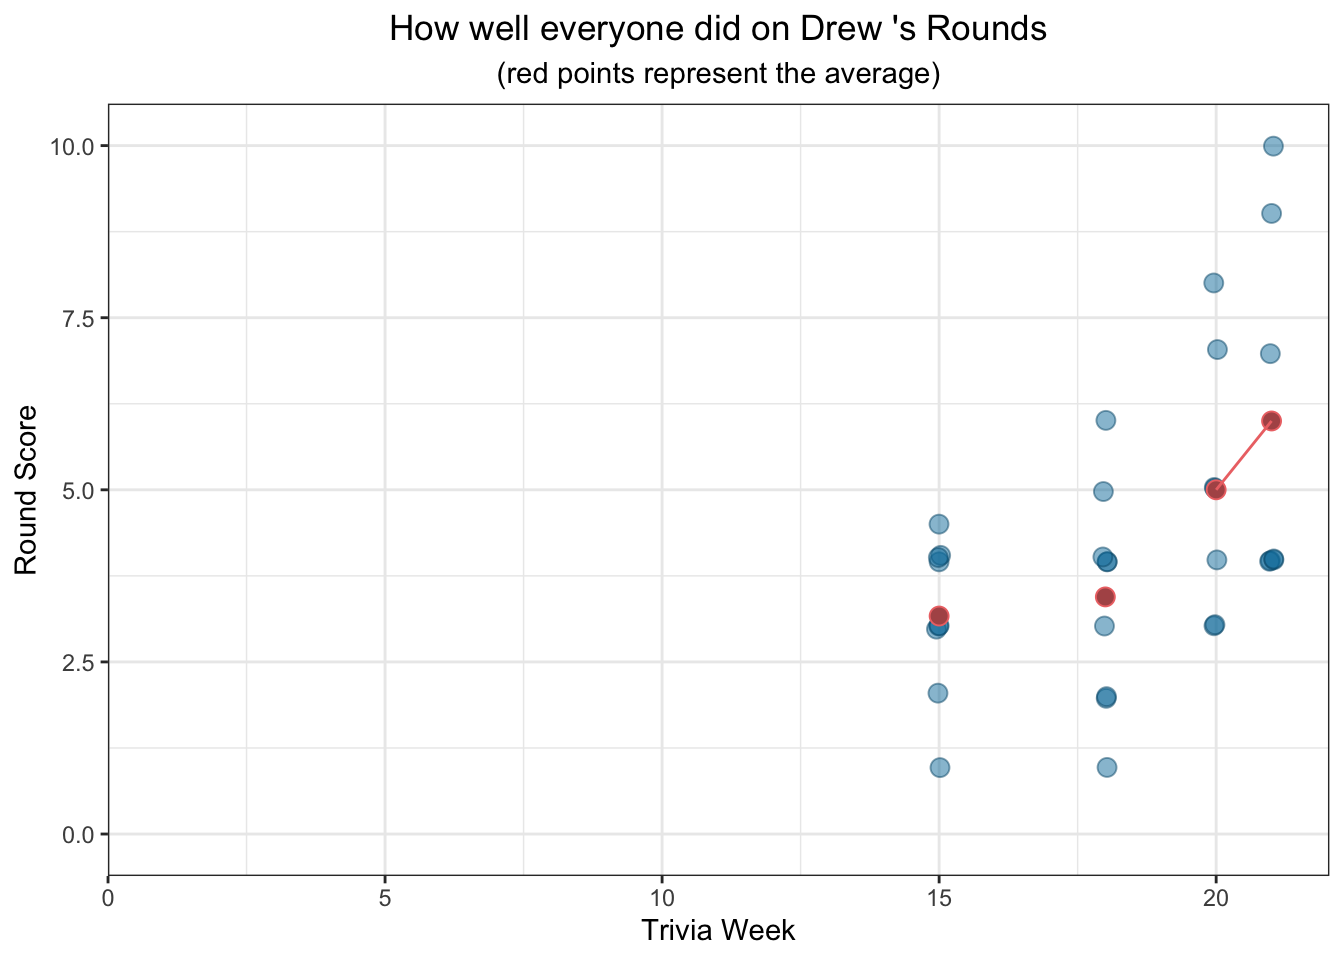 How well everyone did on Drew 's Rounds
(red points represent the average)
10.0
7.5
5.0
2.5
0.0
Round Score
0 5 10 15 20
Trivia Week